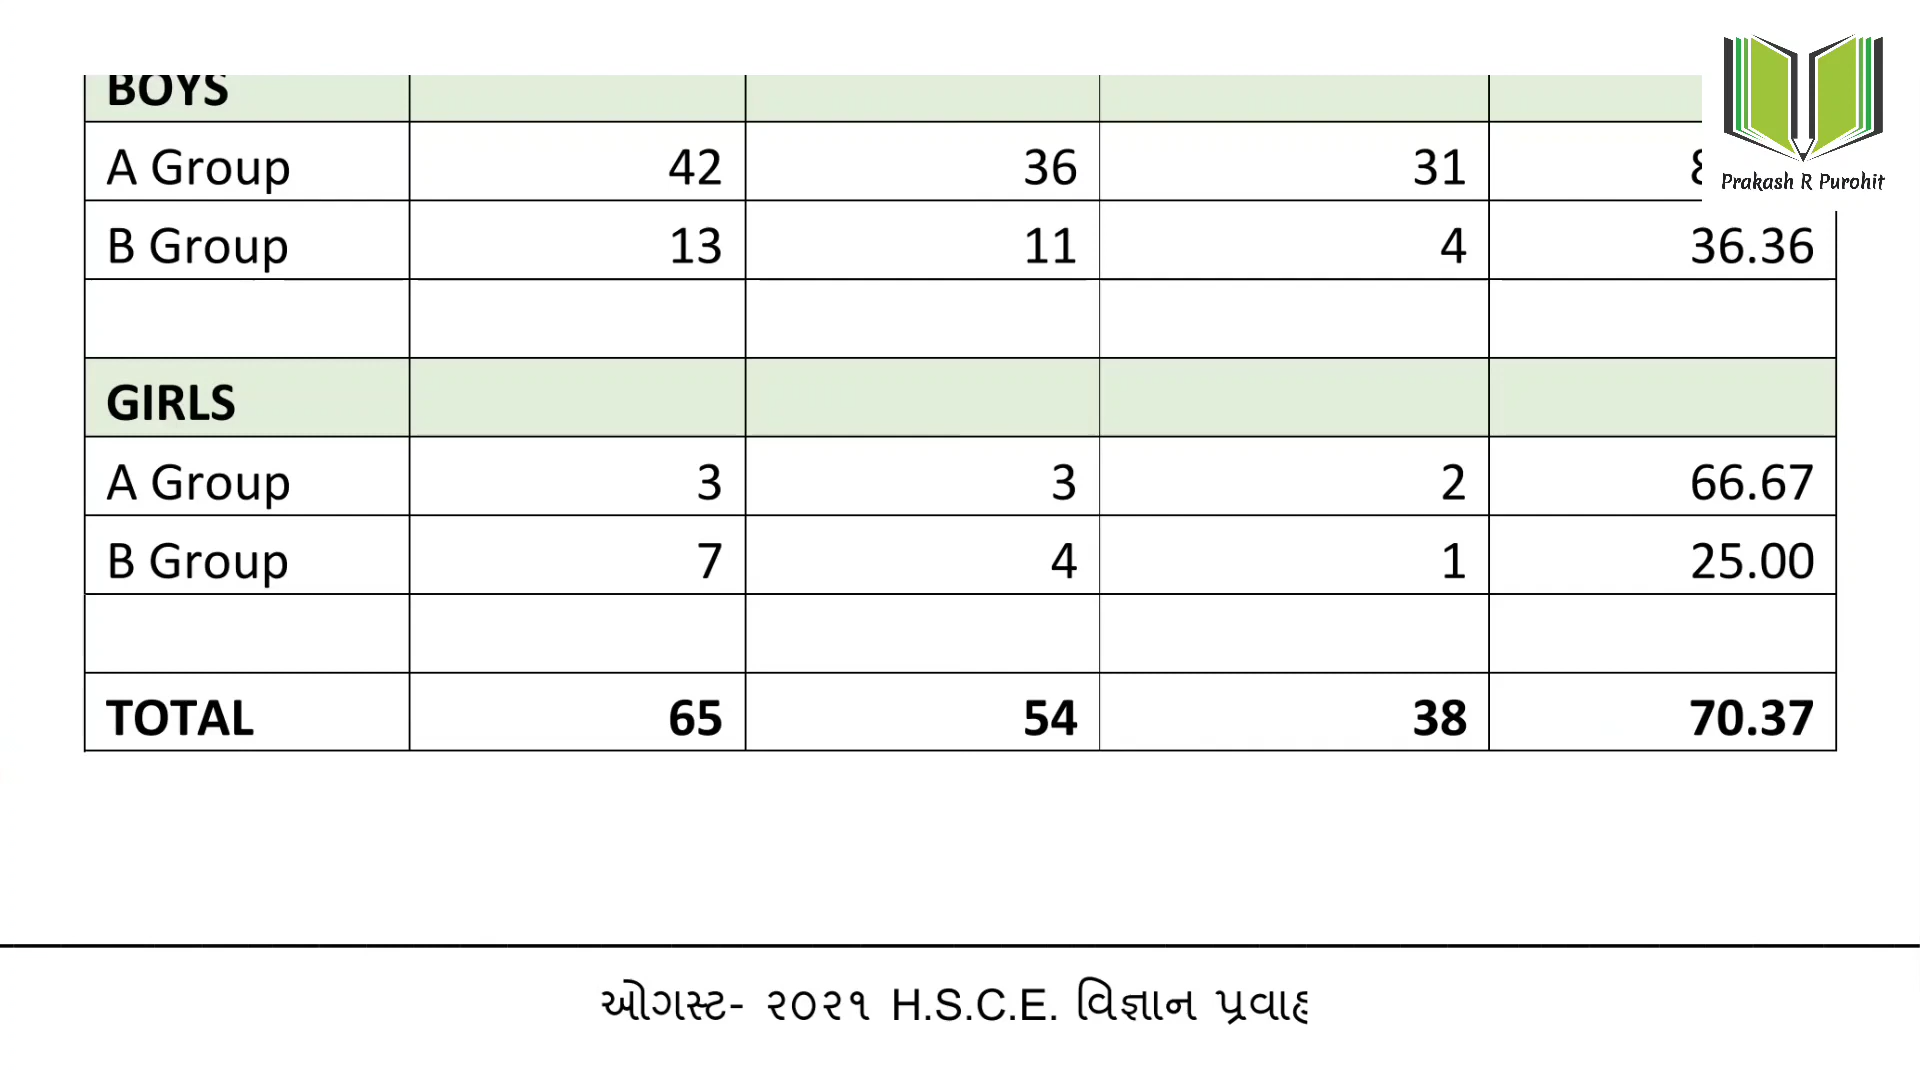 BOYS
Prakash R Purohit
A Group 42 36 31
B Group 13 11 4 36.36
GIRLS
A Group 3 3 2 66.67
B Group 7 4 1 25.00
TOTAL 65 54 38 70.37
ઓગસ્ટ- ૨૦૨૧ H.S.C.E. વિજ્ઞાન પ્રવાહ